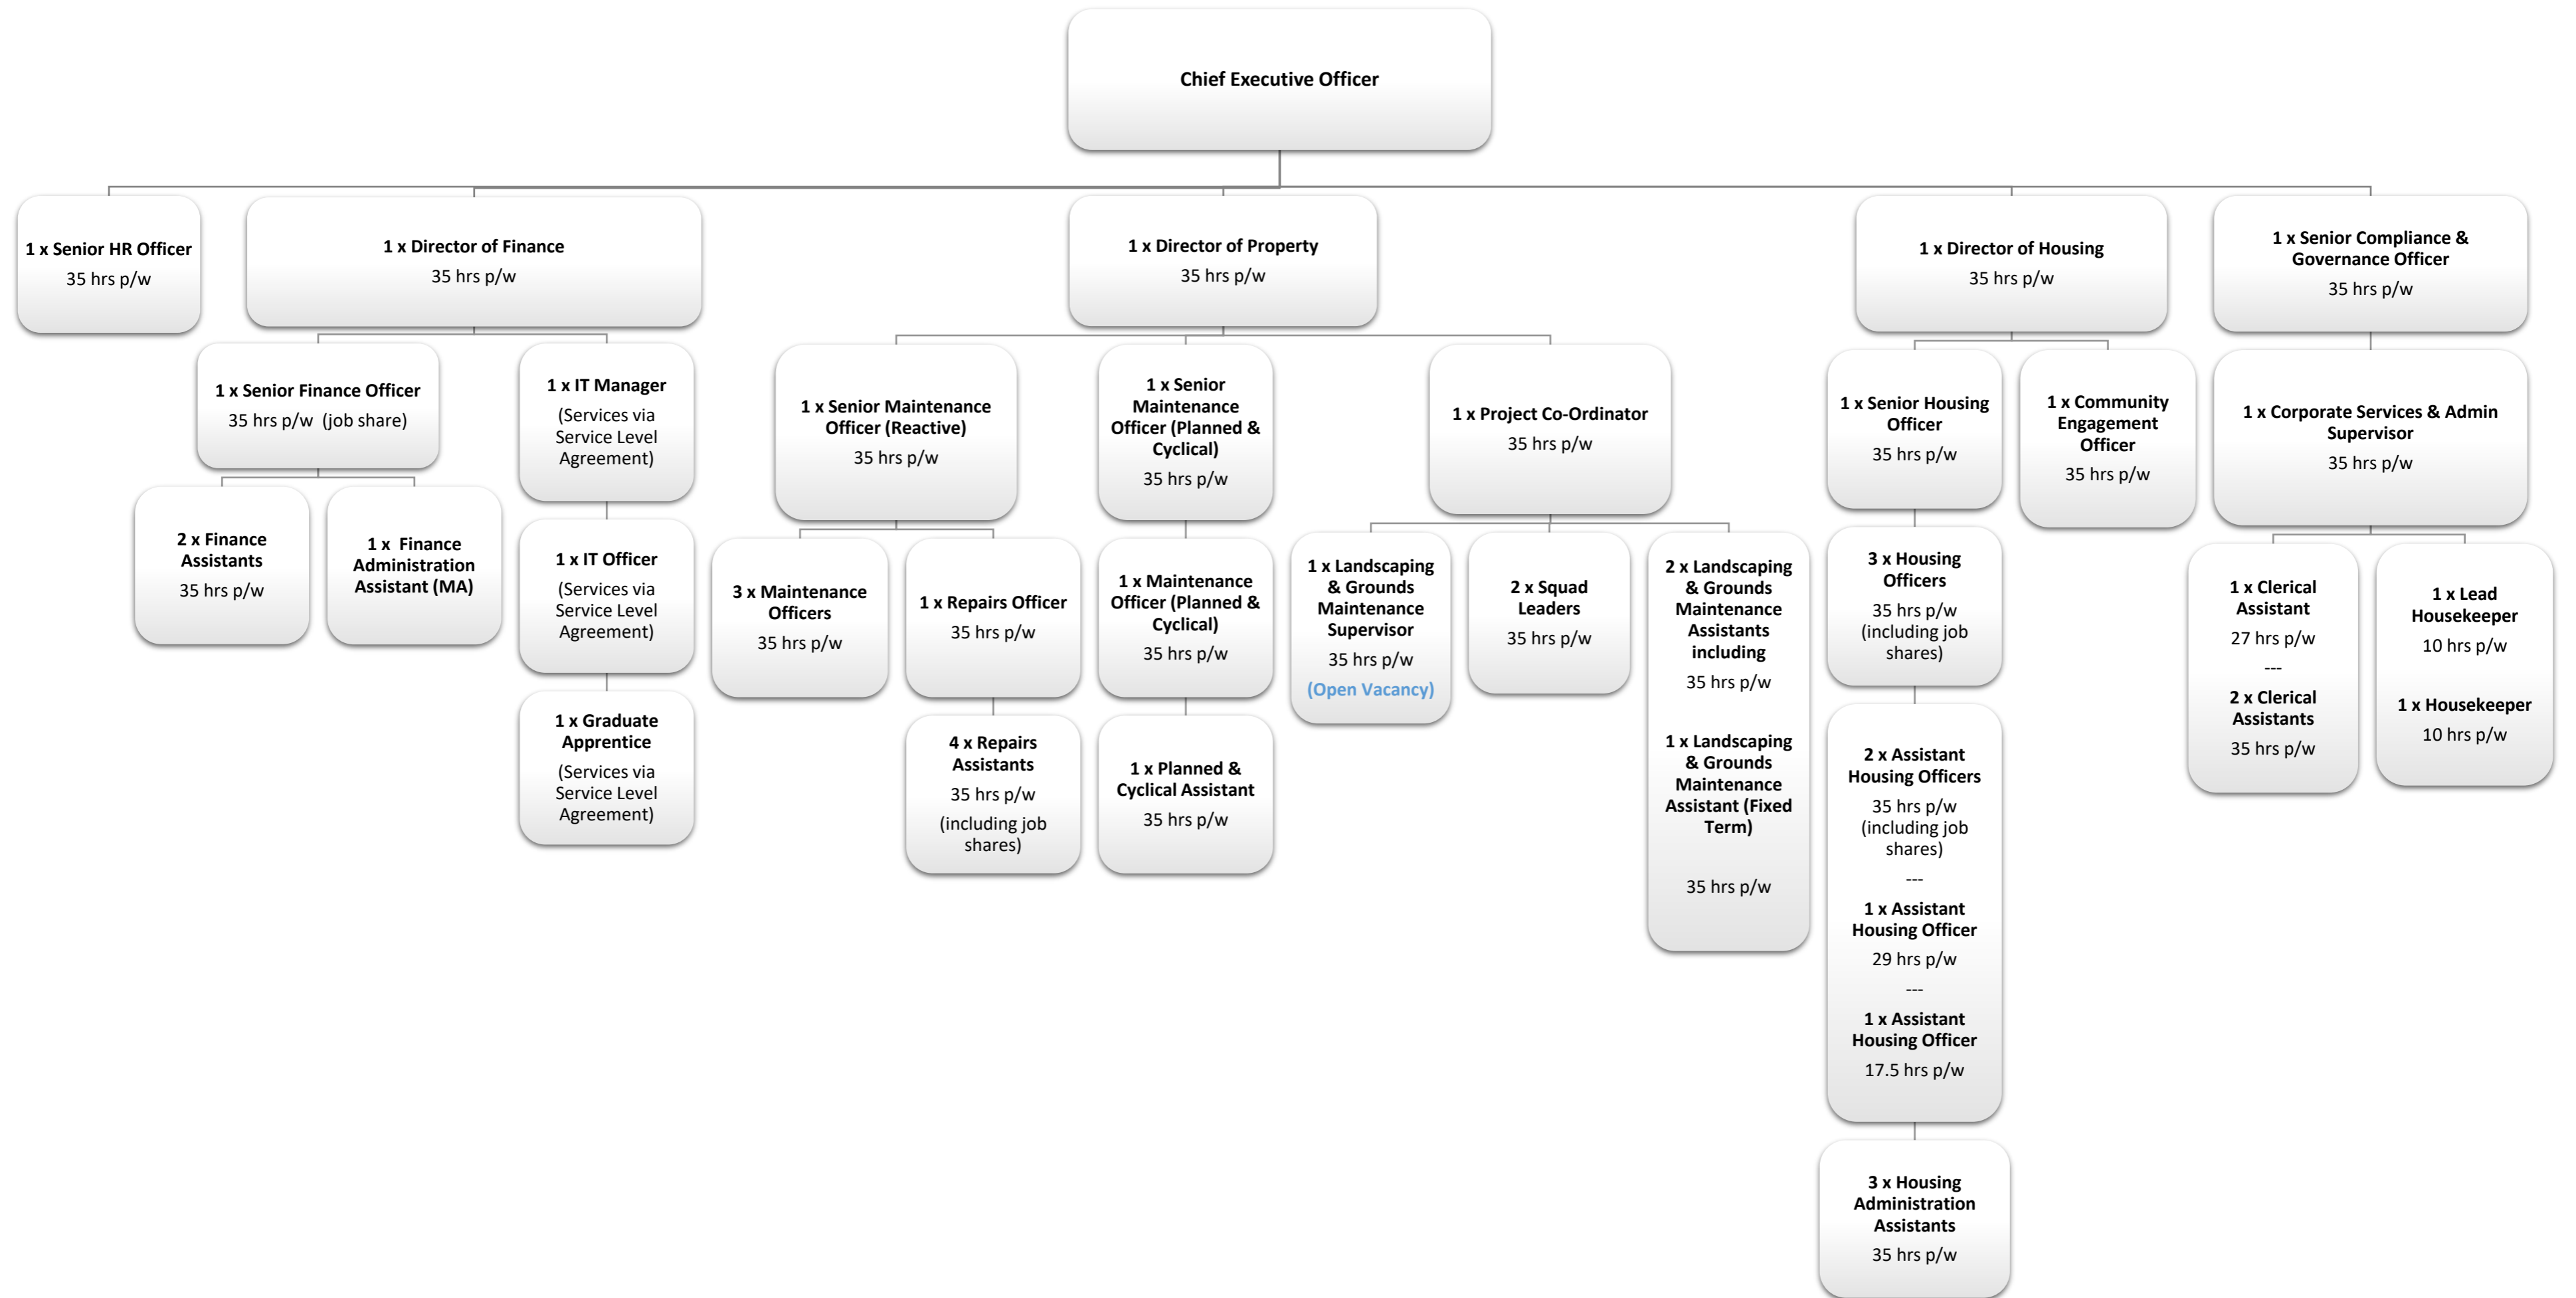 Chief Executive Officer
1 x Senior HR Officer
35 hrs p/w
1 x Director of Finance
35 hrs p/w
1 x Director of Property
35 hrs p/w
1 x Director of Housing
35 hrs p/w
1 x Senior Compliance &
Governance Officer
35 hrs p/w
1 x Senior Finance Officer
35 hrs p/w  (job share)
1 x IT Manager
(Services via
Service Level
Agreement)
1 x Senior Maintenance
Officer (Reactive)
35 hrs p/w
1 x Senior
Maintenance
Officer (Planned &
Cyclical)
35 hrs p/w
1 x Project Co-Ordinator
35 hrs p/w
1 x Senior Housing
Officer
35 hrs p/w
1 x Community
Engagement
Officer
35 hrs p/w
1 x Corporate Services & Admin
Supervisor
35 hrs p/w
2 x Finance
Assistants
35 hrs p/w
1 x  Finance
Administration
Assistant (MA)
1 x IT Officer
(Services via
Service Level
Agreement)
3 x Maintenance
Officers
35 hrs p/w
1 x Repairs Officer
35 hrs p/w
1 x Maintenance
Officer (Planned &
Cyclical)
35 hrs p/w
1 x Landscaping
& Grounds
Maintenance
Supervisor
35 hrs p/w
(Open Vacancy)
2 x Squad
Leaders
35 hrs p/w
2 x Landscaping
& Grounds
Maintenance
Assistants
including
35 hrs p/w
1 x Landscaping
& Grounds
Maintenance
Assistant (Fixed
Term)
35 hrs p/w
3 x Housing
Officers
35 hrs p/w
(including job
shares)
1 x Clerical
Assistant
27 hrs p/w
---
2 x Clerical
Assistants
35 hrs p/w
1 x Lead
Housekeeper
10 hrs p/w
1 x Housekeeper
10 hrs p/w
1 x Graduate
Apprentice
(Services via
Service Level
Agreement)
4 x Repairs
Assistants
35 hrs p/w
(including job
shares)
1 x Planned &
Cyclical Assistant
35 hrs p/w
2 x Assistant
Housing Officers
35 hrs p/w
(including job
shares)
---
1 x Assistant
Housing Officer
29 hrs p/w
---
1 x Assistant
Housing Officer
17.5 hrs p/w
3 x Housing
Administration
Assistants
35 hrs p/w